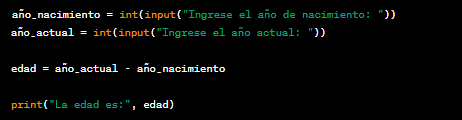 año_nacimiento = int(input("Ingrese el año de nacimiento: "))
año_actual = int(input("Ingrese el año actual: "))
edad = año_actual - año_nacimiento
print("La edad es:", edad)